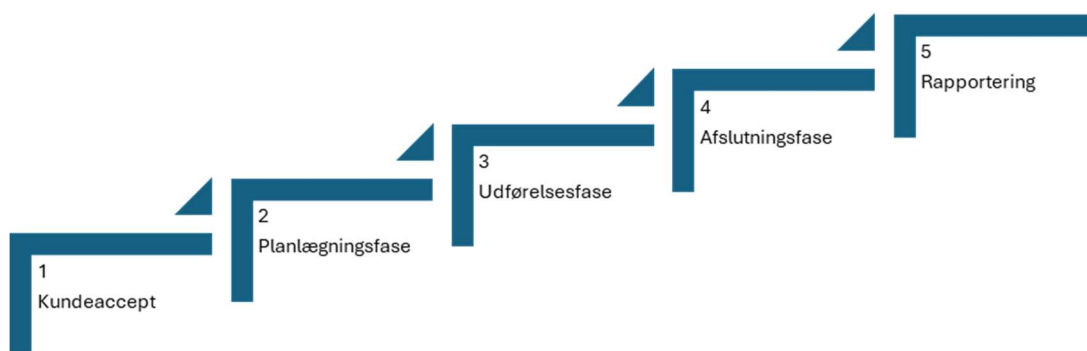 1
Kundeaccept
2
Planlægningsfase
3
Udførelsesfase
4
Afslutningsfase
5
Rapportering